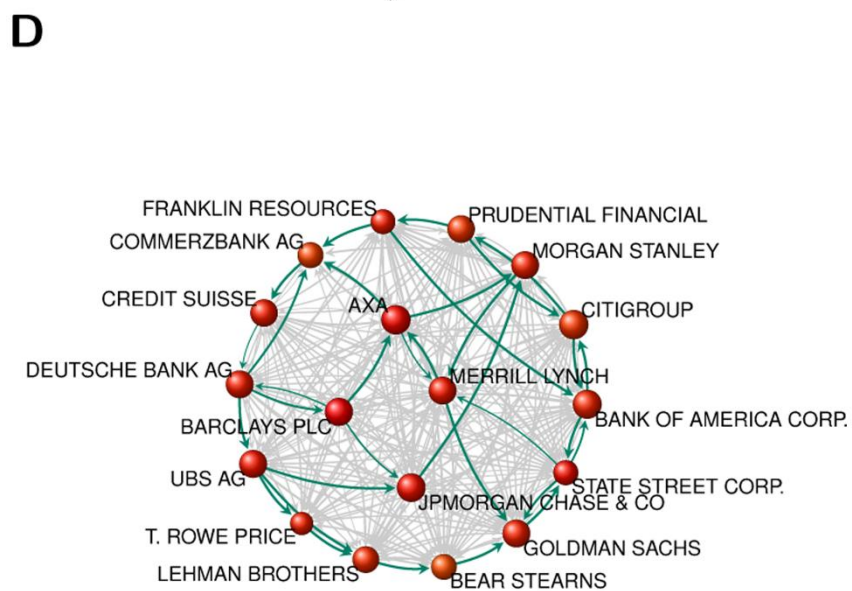 D
FRANKLIN RESOURCES
PRUDENTIAL FINANCIAL
COMMERZBANK AG
MORGAN STANLEY
CREDIT SUISSE
AXA
CITIGROUP
DEUTSCHE BANK AG
MERRILL LYNCH
BARCLAYS PLC
BANK OF AMERICA CORP.
UBS AG
STATE STREET CORP.
JPMORGAN CHASE & CO
T. ROWE PRICE
GOLDMAN SACHS
LEHMAN BROTHERS
BEAR STEARNS